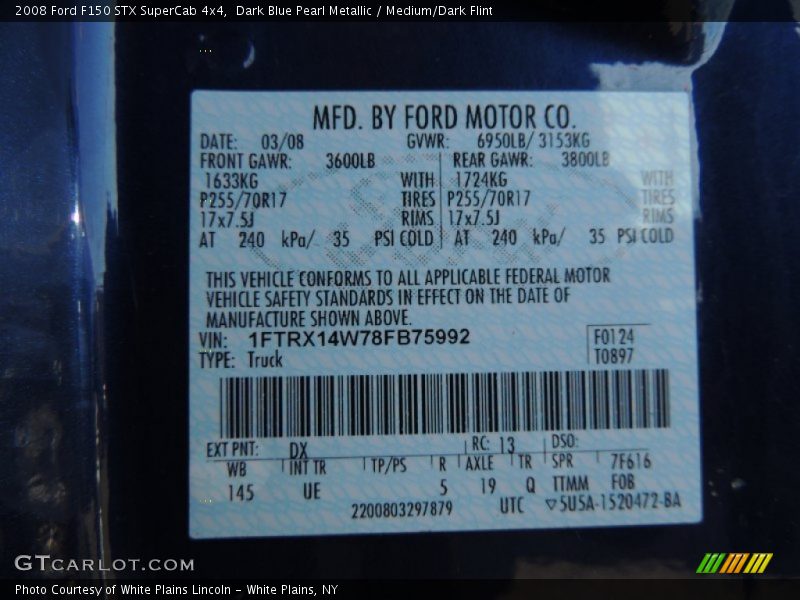 2008 Ford F150 STX SuperCab 4x4,  Dark Blue Pearl Metallic / Medium/Dark Flint
MFD. BY FORD MOTOR CO.
DATE: 03/08 GVWR: 6950LB/ 3153KG
FRONT GAWR: 3600LB REAR GAWR: 3800LB
1633KG WITH 1724KG WITH
P255/70R17 TIRES P255/70R17 TIRES
17x7.5J RIMS 17x7.5J RIMS
AT 240 kPa/ 35 PSI COLD AT 240 kPa/ 35 PSI COLD
THIS VEHICLE CONFORMS TO ALL APPLICABLE FEDERAL MOTOR
VEHICLE SAFETY STANDARDS IN EFFECT ON THE DATE OF
MANUFACTURE SHOWN ABOVE.
VIN: 1FTRX14W78FB75992 F0124
TYPE: Truck T0897
EXT PNT: DX RC: 13 DSO:
WB INT TR TP/PS R AXLE TR SPR 7F616
145 UE 5 19 Q TTMM FOB
2200803297879 UTC ▽5U5A-1520472-BA
GTCARLOT.COM
Photo Courtesy of White Plains Lincoln - White Plains, NY